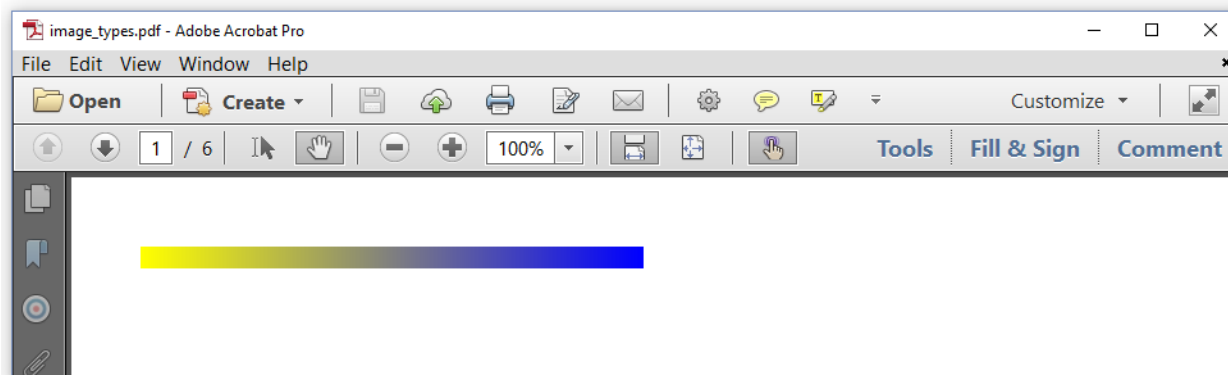 image_types.pdf - Adobe Acrobat Pro
File Edit View Window Help
Open Create Customize
1 / 6 100% Tools Fill & Sign Comment